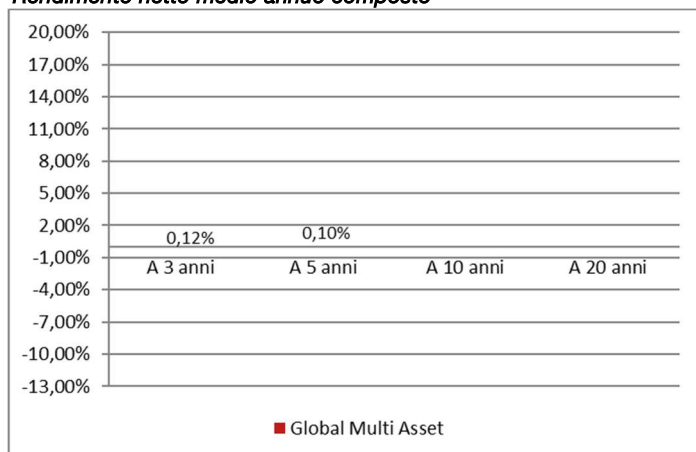 Rendimento netto medio annuo composto
20,00%
17,00%
14,00%
11,00%
8,00%
5,00%
2,00%
0,12%
0,10%
-1,00%
A 3 anni
A 5 anni
A 10 anni
A 20 anni
-4,00%
-7,00%
-10,00%
-13,00%
Global Multi Asset